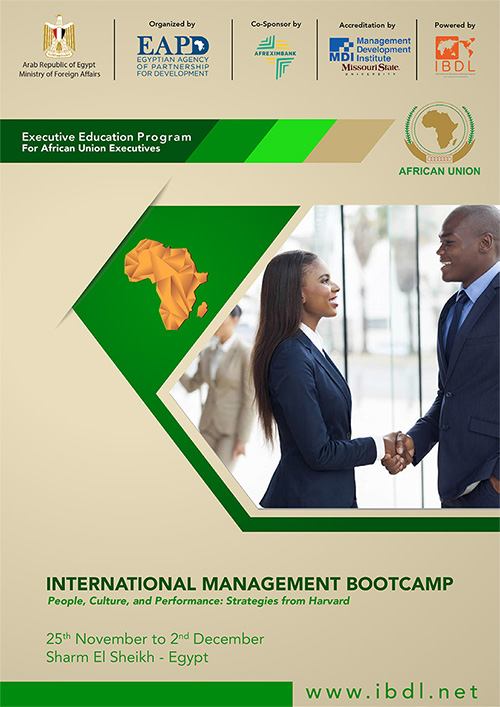 Arab Republic of Egypt
Ministry of Foreign Affairs
Organized by
EAPD
EGYPTIAN AGENCY
OF PARTNERSHIP
FOR DEVELOPMENT
Co-Sponsor by
AFREXIMBANK
Accreditation by
MDI
Management
Development
Institute
Missouri State
UNIVERSITY
Powered by
IBDL
Executive Education Program
For African Union Executives
AFRICAN UNION
INTERNATIONAL MANAGEMENT BOOTCAMP
People, Culture, and Performance: Strategies from Harvard
25th November to 2nd December
Sharm El Sheikh - Egypt
www.ibdl.net